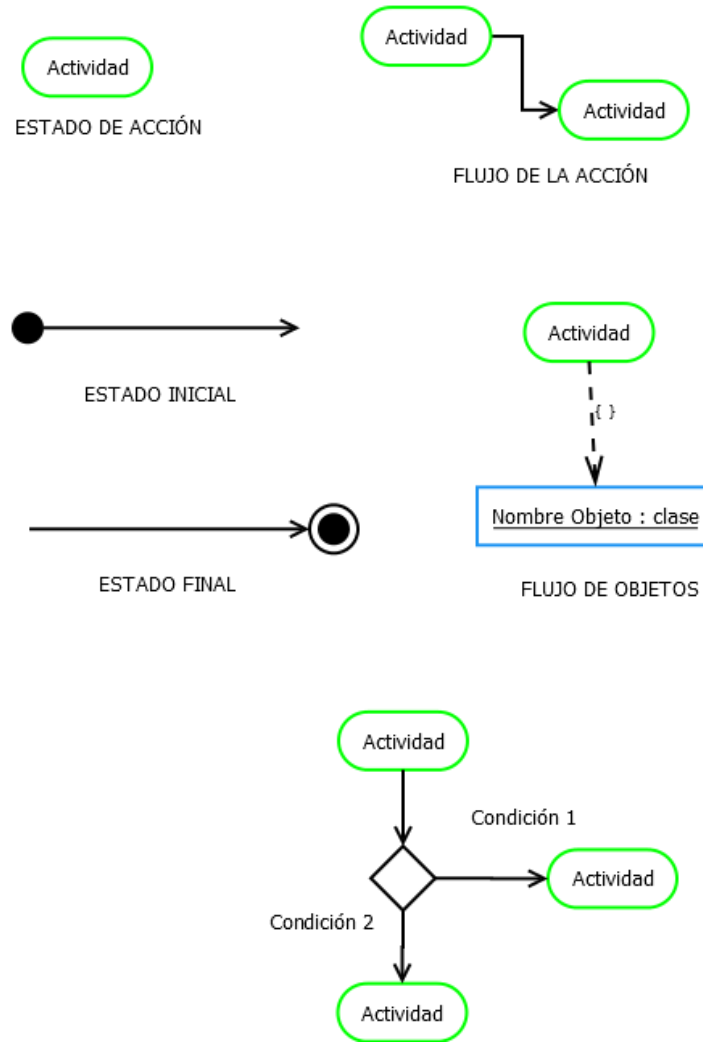 Actividad
Actividad
Actividad
ESTADO DE ACCIÓN
FLUJO DE LA ACCIÓN
Actividad
ESTADO INICIAL
{ }
Nombre Objeto : clase
ESTADO FINAL
FLUJO DE OBJETOS
Actividad
Condición 1
Actividad
Condición 2
Actividad